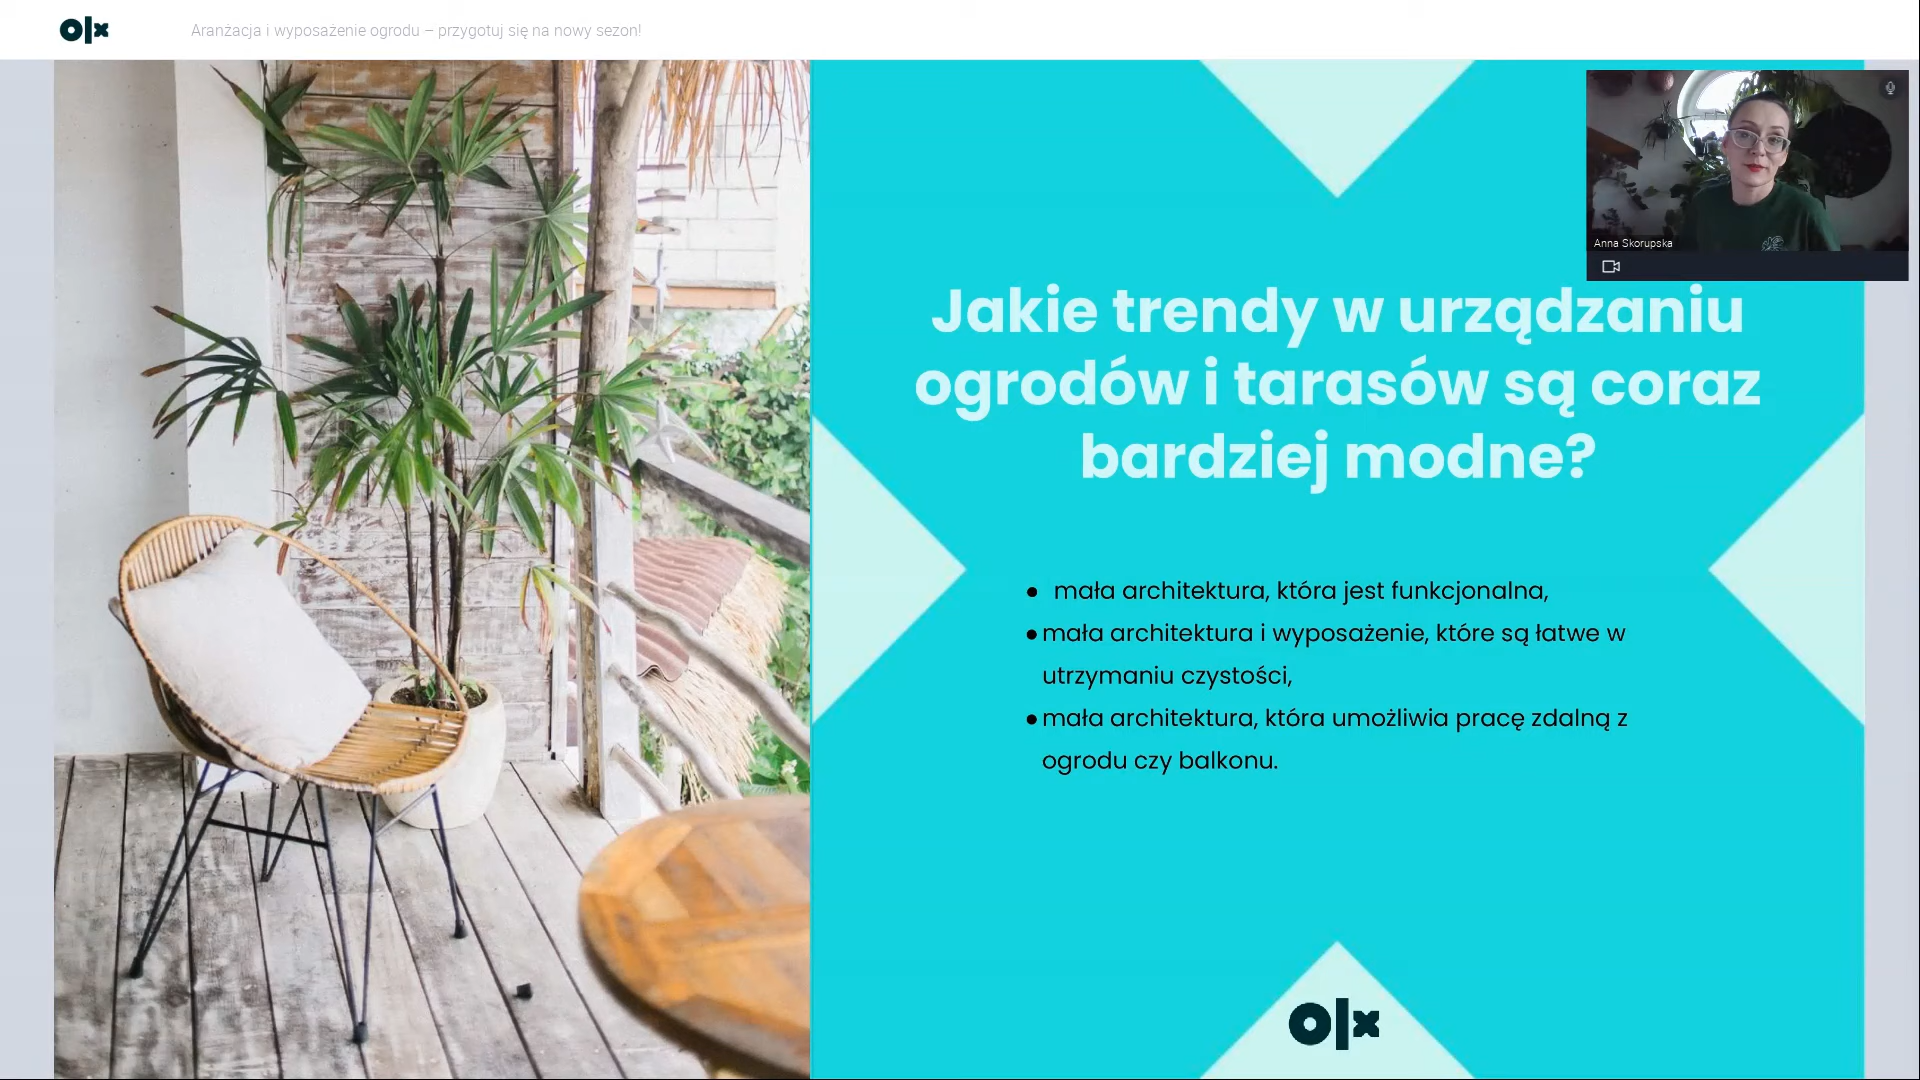 olx
Aranżacja i wyposażenie ogrodu – przygotuj się na nowy sezon!
Anna Skorupska
Jakie trendy w urządzaniu
ogrodów i tarasów są coraz
bardziej modne?
● mała architektura, która jest funkcjonalna,
● mała architektura i wyposażenie, które są łatwe w
utrzymaniu czystości,
● mała architektura, która umożliwia pracę zdalną z
ogrodu czy balkonu.
olx